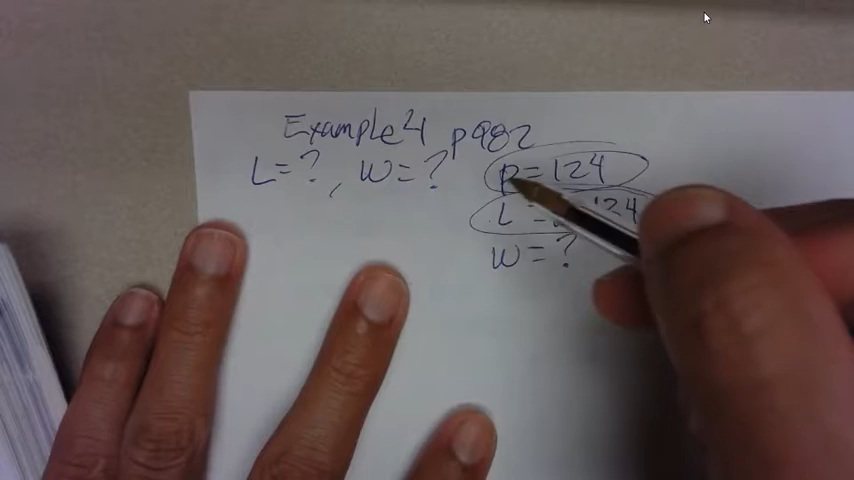 Example 4 p982
L = ? , W = ? P = 124
L = 124
W = ?